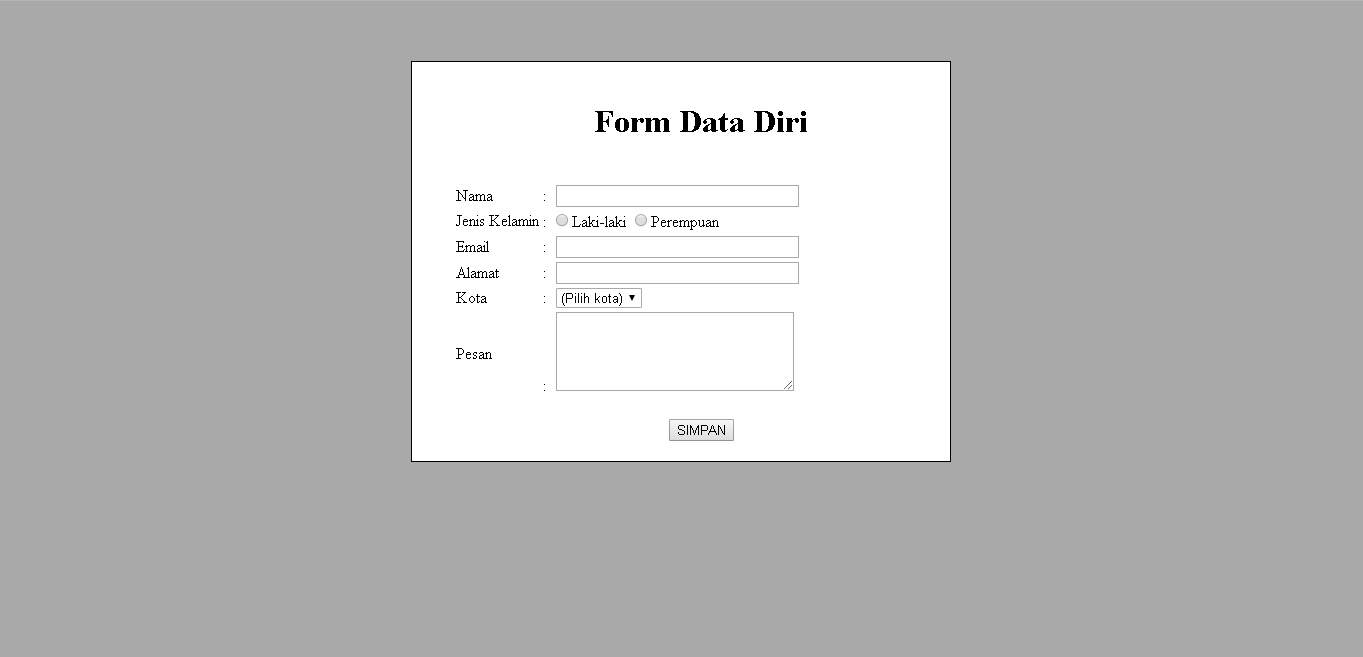 Form Data Diri
Nama :
Jenis Kelamin : Laki-laki Perempuan
Email :
Alamat :
Kota : (Pilih kota)
Pesan :
SIMPAN